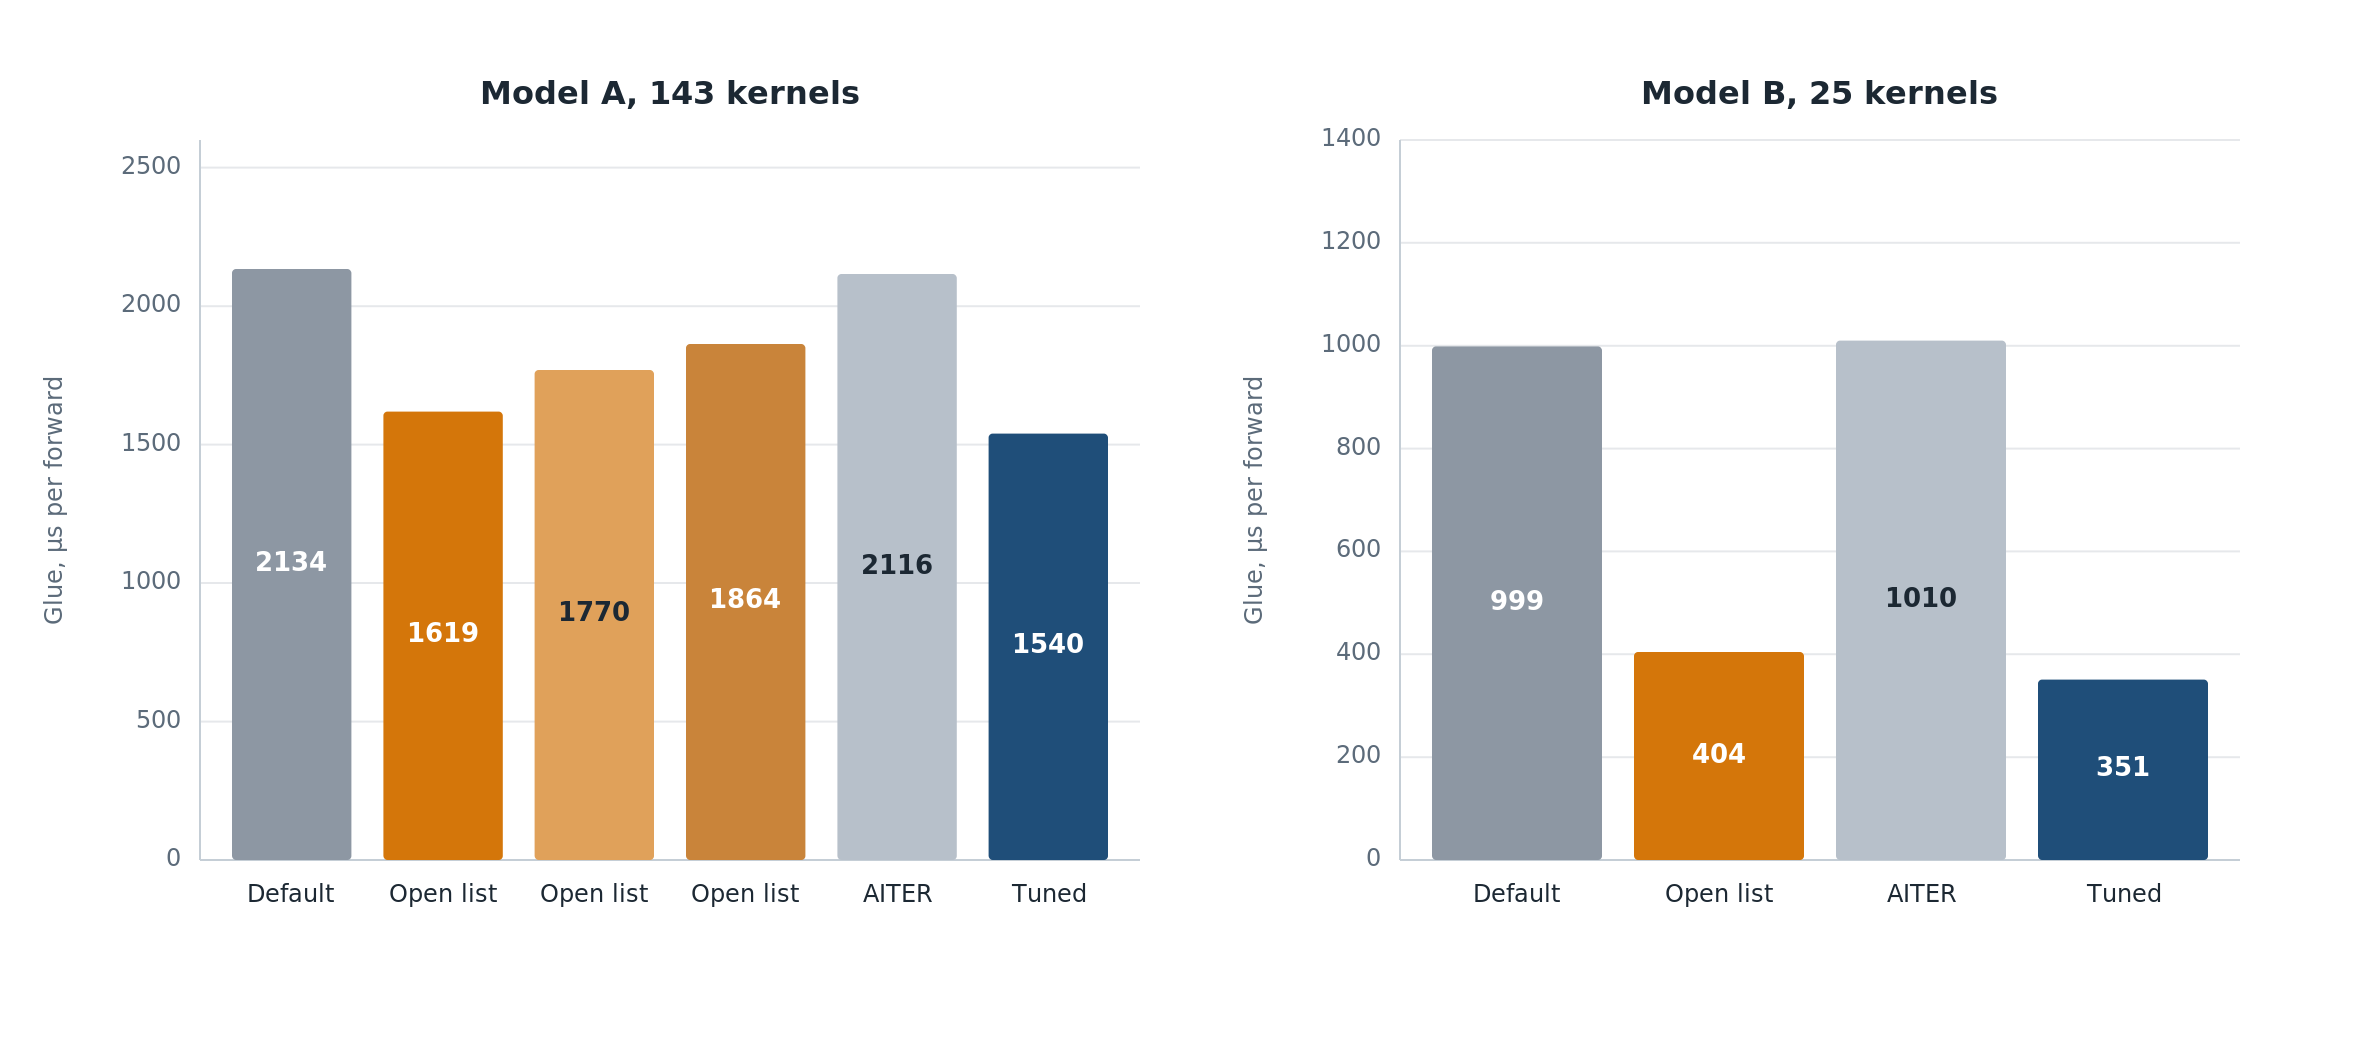 Model A, 143 kernels
2500
2000
1500
1000
500
0
Glue, µs per forward
2134
1619
1770
1864
2116
1540
Default
Open list
Open list
Open list
AITER
Tuned
Model B, 25 kernels
1400
1200
1000
800
600
400
200
0
Glue, µs per forward
999
404
1010
351
Default
Open list
AITER
Tuned